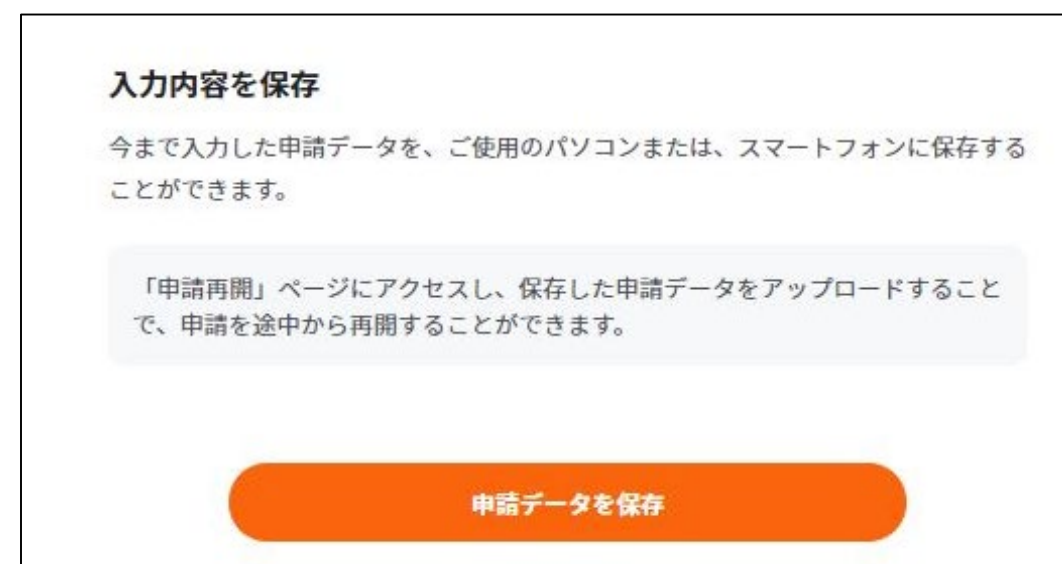 入力内容を保存
今まで入力した申請データを、ご使用のパソコンまたは、スマートフォンに保存する
ことができます。
「申請再開」ページにアクセスし、保存した申請データをアップロードすること
で、申請を途中から再開することができます。
申請データを保存